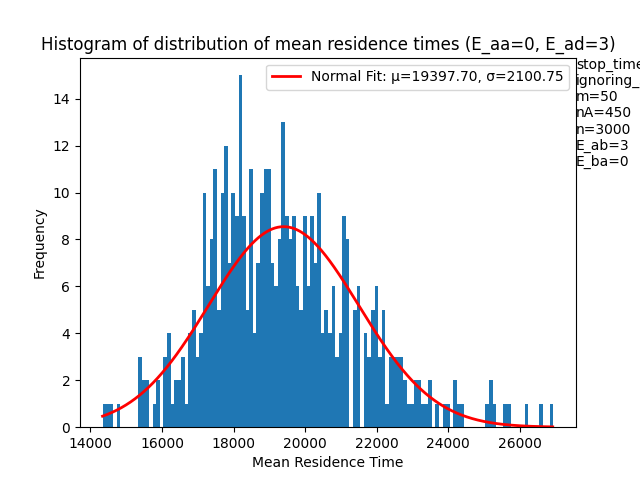 Histogram of distribution of mean residence times (E_aa=0, E_ad=3)
Normal Fit: μ=19397.70, σ=2100.75
stop_time
ignoring_
m=50
nA=450
n=3000
E_ab=3
E_ba=0
14
12
10
8
6
4
2
0
Frequency
14000 16000 18000 20000 22000 24000 26000
Mean Residence Time